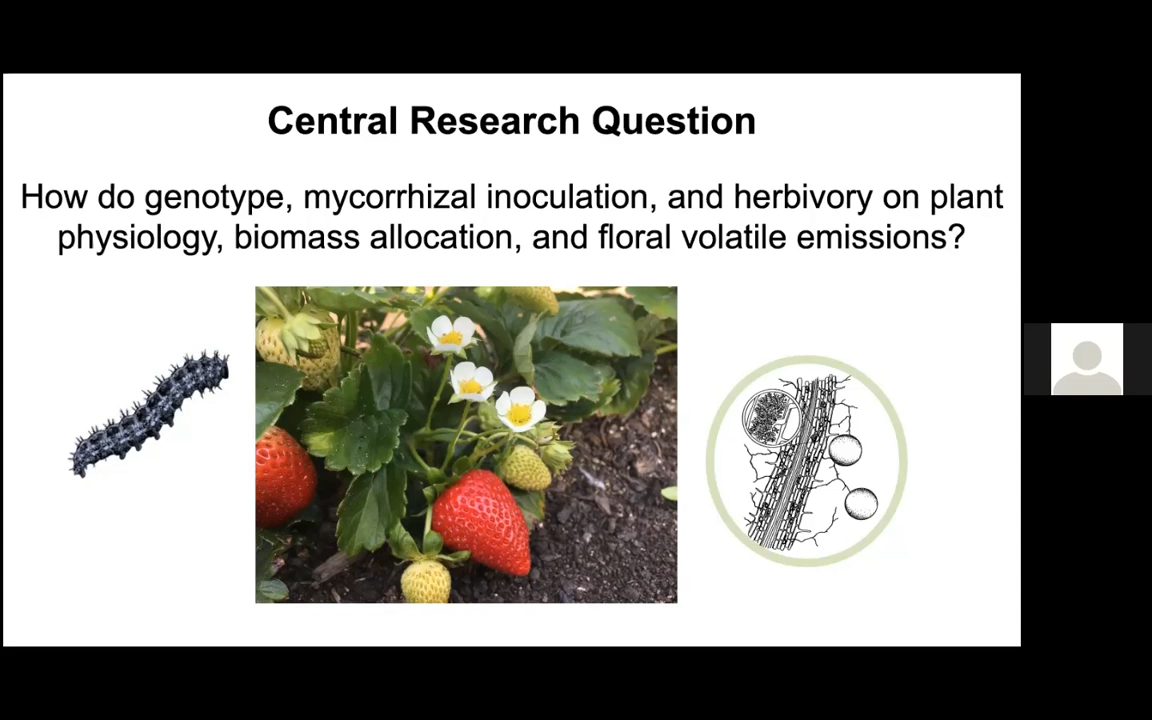 Central Research Question
How do genotype, mycorrhizal inoculation, and herbivory on plant
physiology, biomass allocation, and floral volatile emissions?